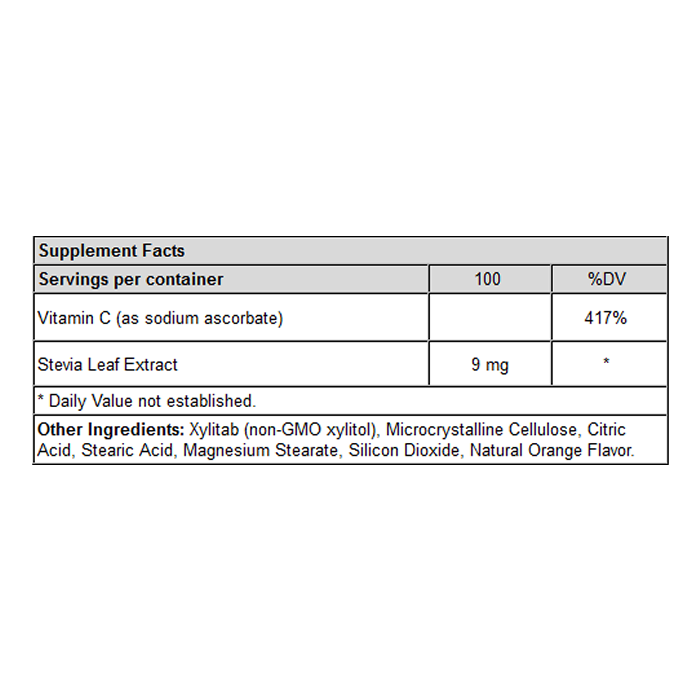 Supplement Facts
Servings per container 100 %DV
Vitamin C (as sodium ascorbate) 417%
Stevia Leaf Extract 9 mg *
* Daily Value not established.
Other Ingredients: Xylitab (non-GMO xylitol), Microcrystalline Cellulose, Citric
Acid, Stearic Acid, Magnesium Stearate, Silicon Dioxide, Natural Orange Flavor.